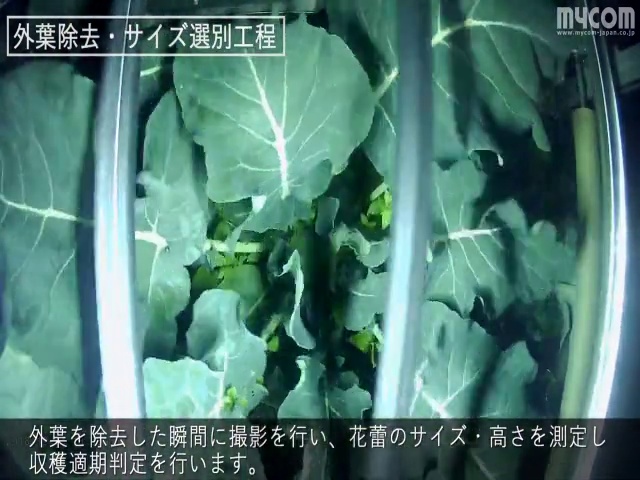 外葉除去・サイズ選別工程
mycom
www.mycom-japan.co.jp
外葉を除去した瞬間に撮影を行い、花蕾のサイズ・高さを測定し
収穫適期判定を行います。